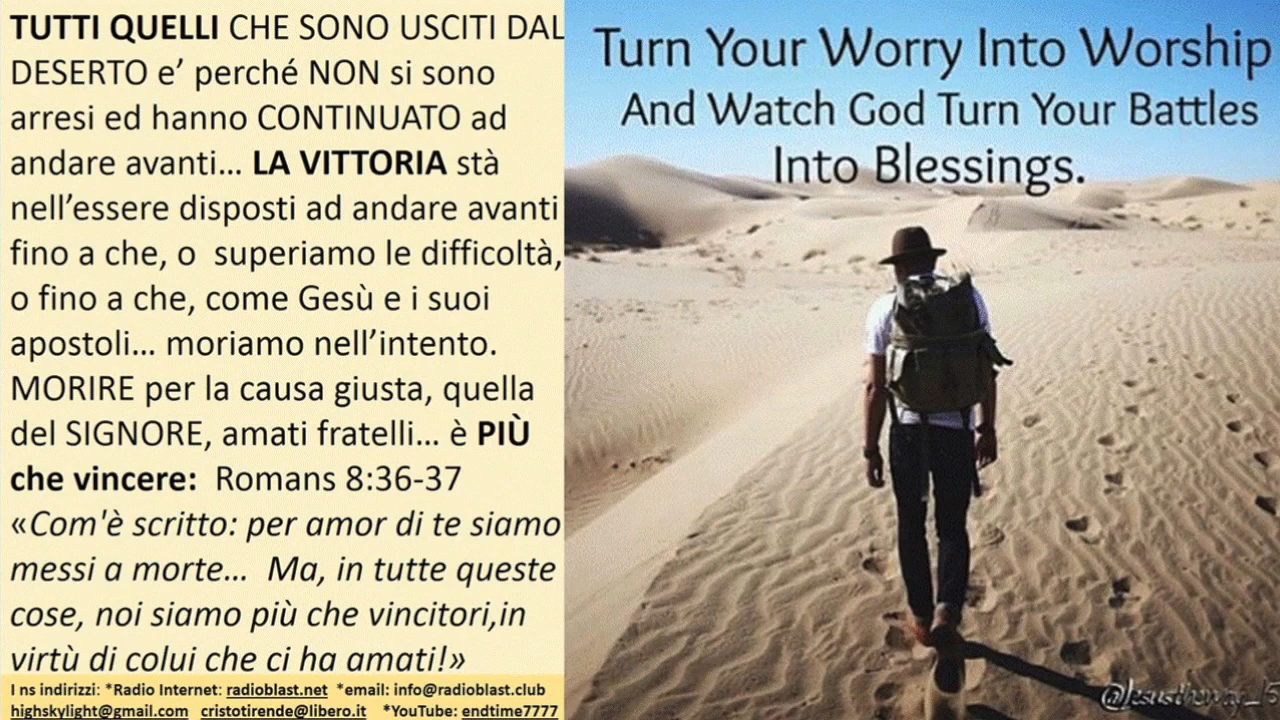 TUTTI QUELLI CHE SONO USCITI DAL
DESERTO e’ perché NON si sono
arresi ed hanno CONTINUATO ad
andare avanti… LA VITTORIA stà
nell’essere disposti ad andare avanti
fino a che, o superiamo le difficoltà,
o fino a che, come Gesù e i suoi
apostoli… moriamo nell’intento.
MORIRE per la causa giusta, quella
del SIGNORE, amati fratelli… è PIÙ
che vincere: Romans 8:36-37
«Com'è scritto: per amor di te siamo
messi a morte… Ma, in tutte queste
cose, noi siamo più che vincitori,in
virtù di colui che ci ha amati!»
I ns indirizzi: *Radio Internet: radioblast.net *email: info@radioblast.club
highskylight@gmail.com cristotirende@libero.it *YouTube: endtime7777
Turn Your Worry Into Worship
And Watch God Turn Your Battles
Into Blessings.
@Jesustheway_15